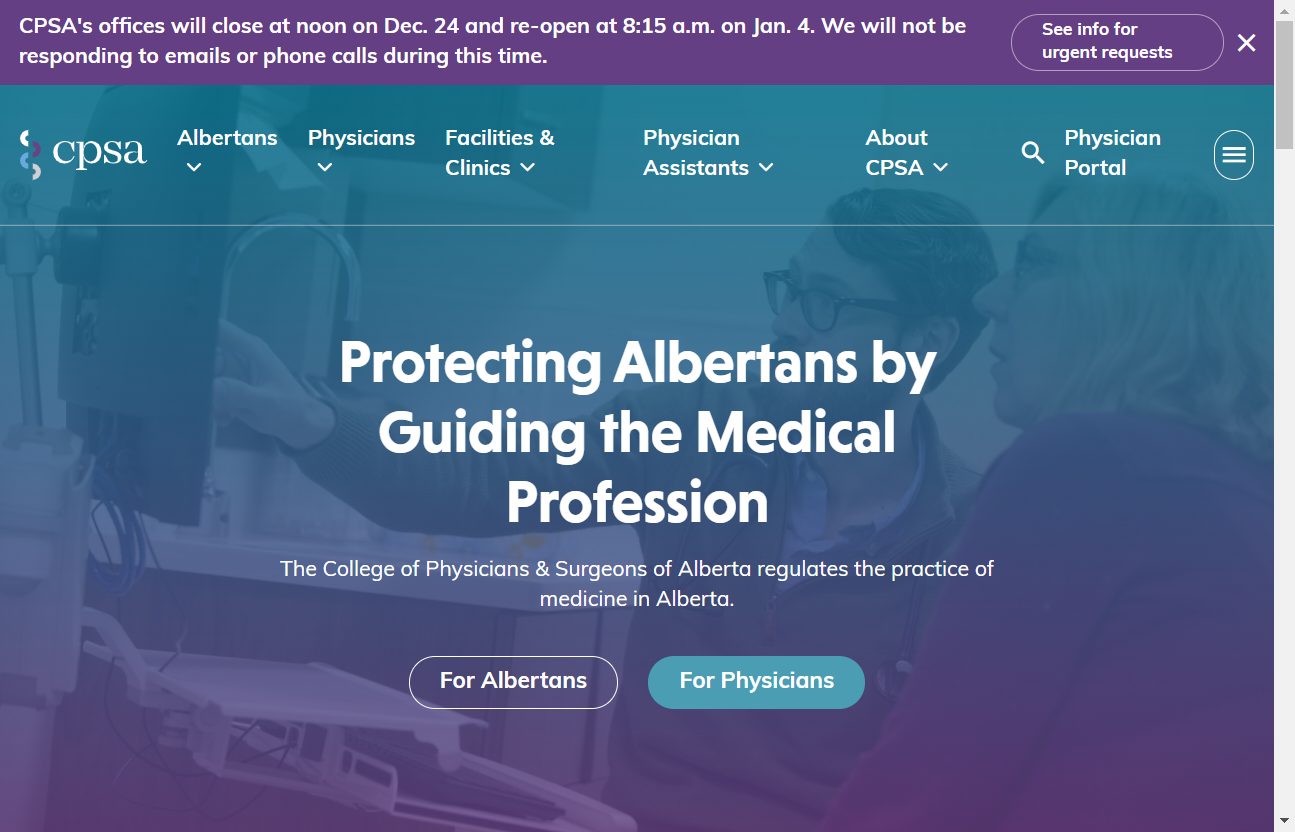 CPSA's offices will close at noon on Dec. 24 and re-open at 8:15 a.m. on Jan. 4. We will not be
responding to emails or phone calls during this time.
See info for
urgent requests
cpsa
Albertans
Physicians
Facilities &
Clinics
Physician
Assistants
About
CPSA
Physician
Portal
Protecting Albertans by
Guiding the Medical
Profession
The College of Physicians & Surgeons of Alberta regulates the practice of
medicine in Alberta.
For Albertans
For Physicians